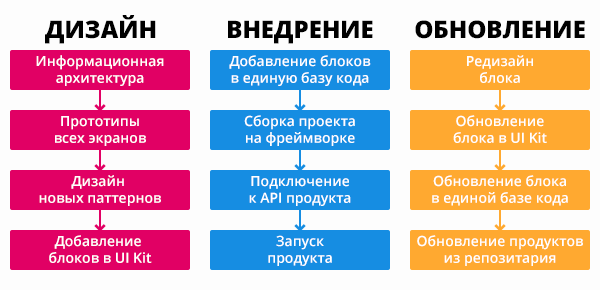 ДИЗАЙН
Информационная
архитектура
Прототипы
всех экранов
Дизайн
новых паттернов
Добавление
блоков в UI Kit
ВНЕДРЕНИЕ
Добавление блоков
в единую базу кода
Сборка проекта
на фреймворке
Подключение
к API продукта
Запуск
продукта
ОБНОВЛЕНИЕ
Редизайн
блока
Обновление
блока в UI Kit
Обновление блока
в единой базе кода
Обновление продуктов
из репозитария